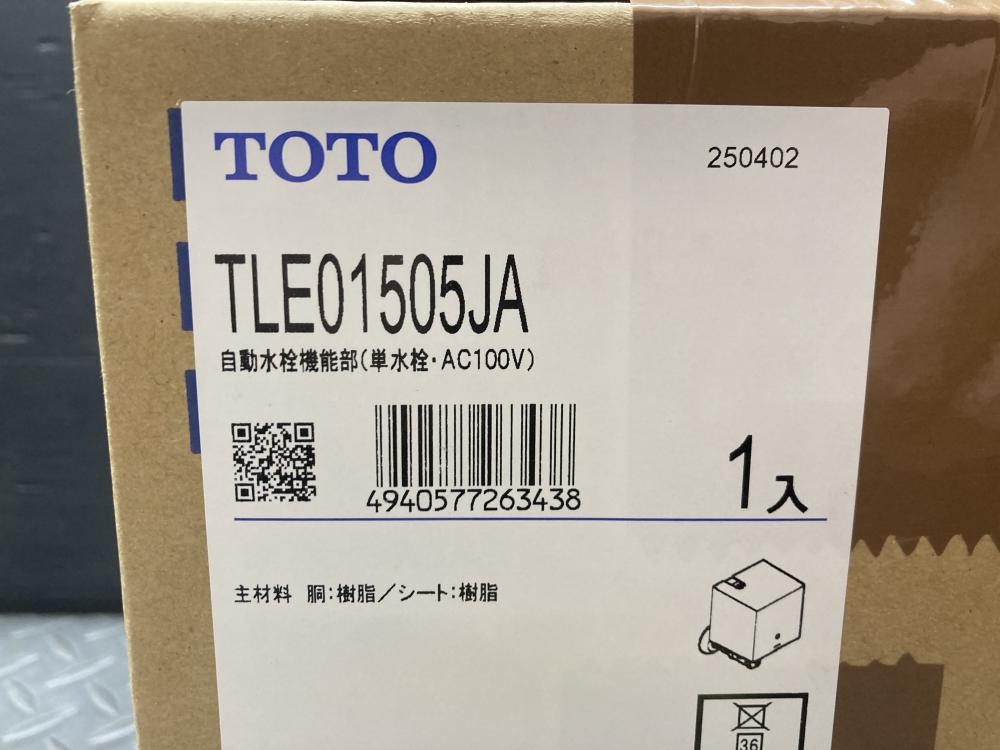 TOTO
250402
TLE01505JA
自動水栓機能部(単水栓・AC100V)
4940577263438
1入
主材料 胴:樹脂/シート:樹脂
36